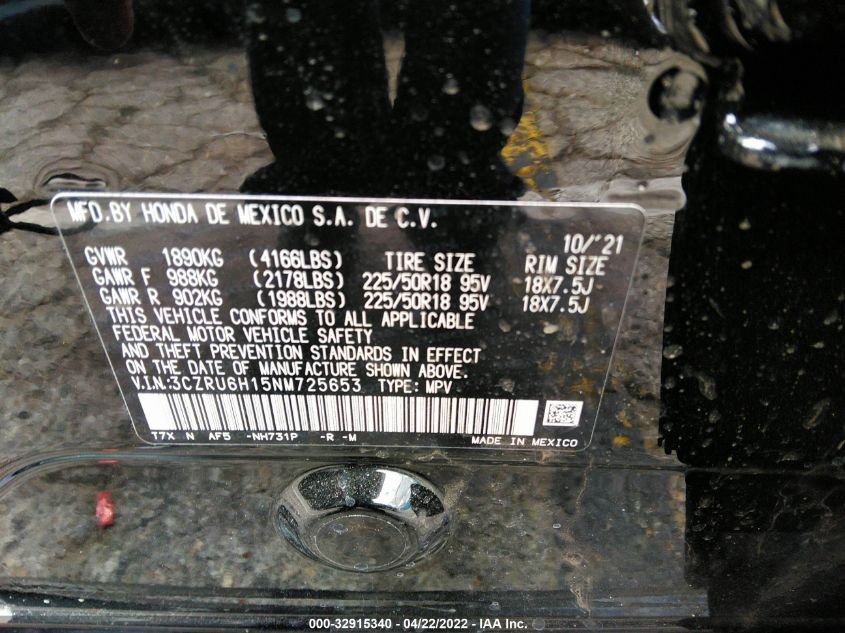 MFD.BY HONDA DE MEXICO S.A. DE C.V.
10/'21
GVWR 1890KG (4166LBS) TIRE SIZE RIM SIZE
GAWR F 988KG (2178LBS) 225/50R18 95V 18X7.5J
GAWR R 902KG (1988LBS) 225/50R18 95V 18X7.5J
THIS VEHICLE CONFORMS TO ALL APPLICABLE
FEDERAL MOTOR VEHICLE SAFETY
AND THEFT PREVENTION STANDARDS IN EFFECT
ON THE DATE OF MANUFACTURE SHOWN ABOVE.
V.I.N:3CZRU6H15NM725653 TYPE: MPV
T7X N AF5 -NH731P -R -M MADE IN MEXICO
000-32915340 - 04/22/2022 - IAA Inc.